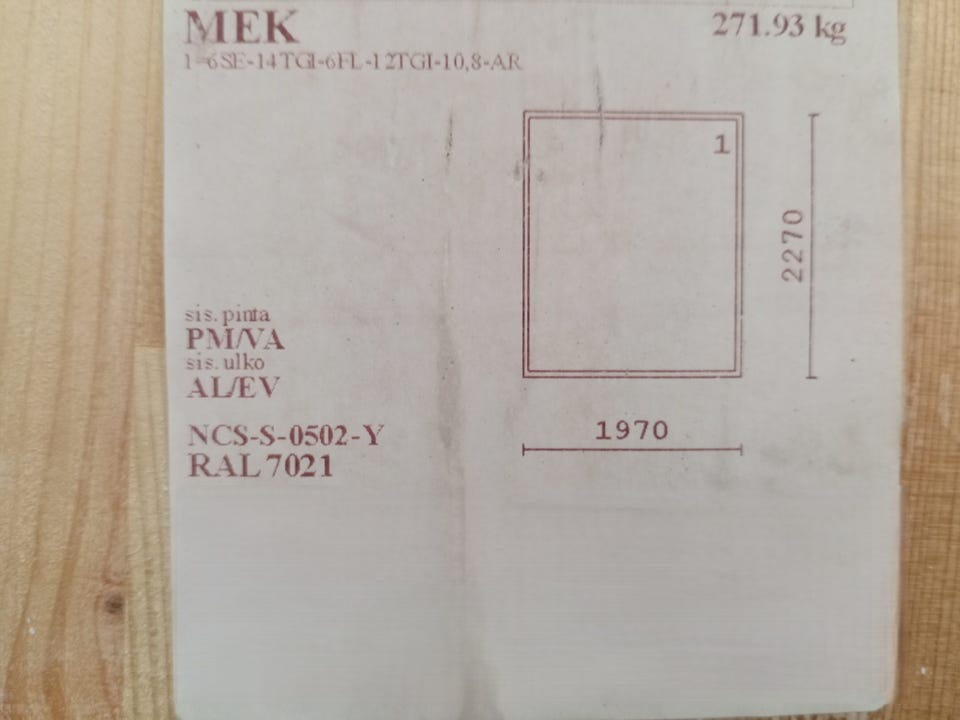 MEK
271.93 kg
1=6SE-14TGI-6FL-12TGI-10,8-AR
1
2270
sis. pinta
PM/VA
sis. ulko
AL/EV
NCS-S-0502-Y
RAL 7021
1970